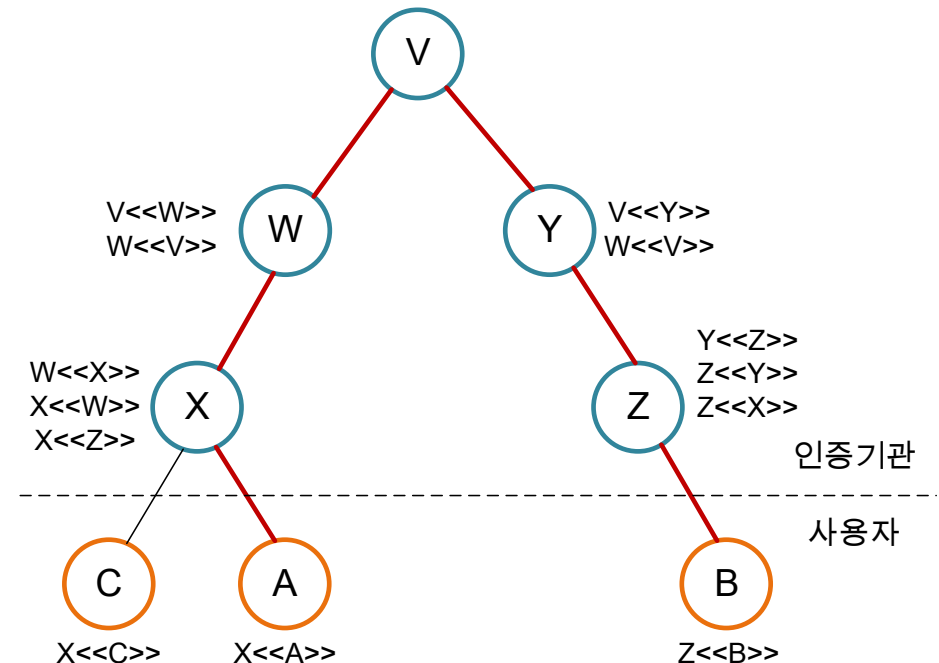 V
V<<W>>
W<<V>>
W
Y
V<<Y>>
W<<V>>
W<<X>>
X<<W>>
X<<Z>>
X
Z
Y<<Z>>
Z<<Y>>
Z<<X>>
인증기관
사용자
C
A
B
X<<C>>
X<<A>>
Z<<B>>